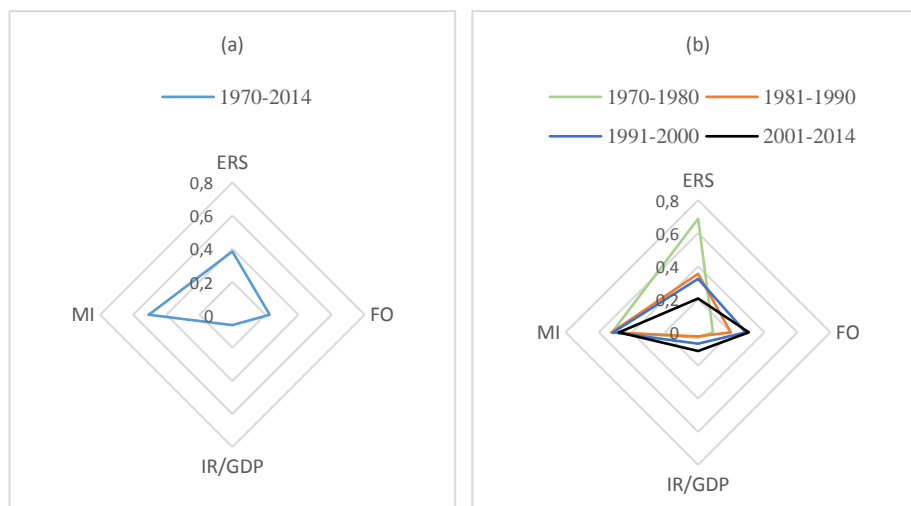 (a)
1970-2014
ERS
0,8
0,6
0,4
0,2
0
MI
FO
IR/GDP
(b)
1970-1980 1981-1990
1991-2000 2001-2014
ERS
0,8
0,6
0,4
0,2
0
MI
FO
IR/GDP